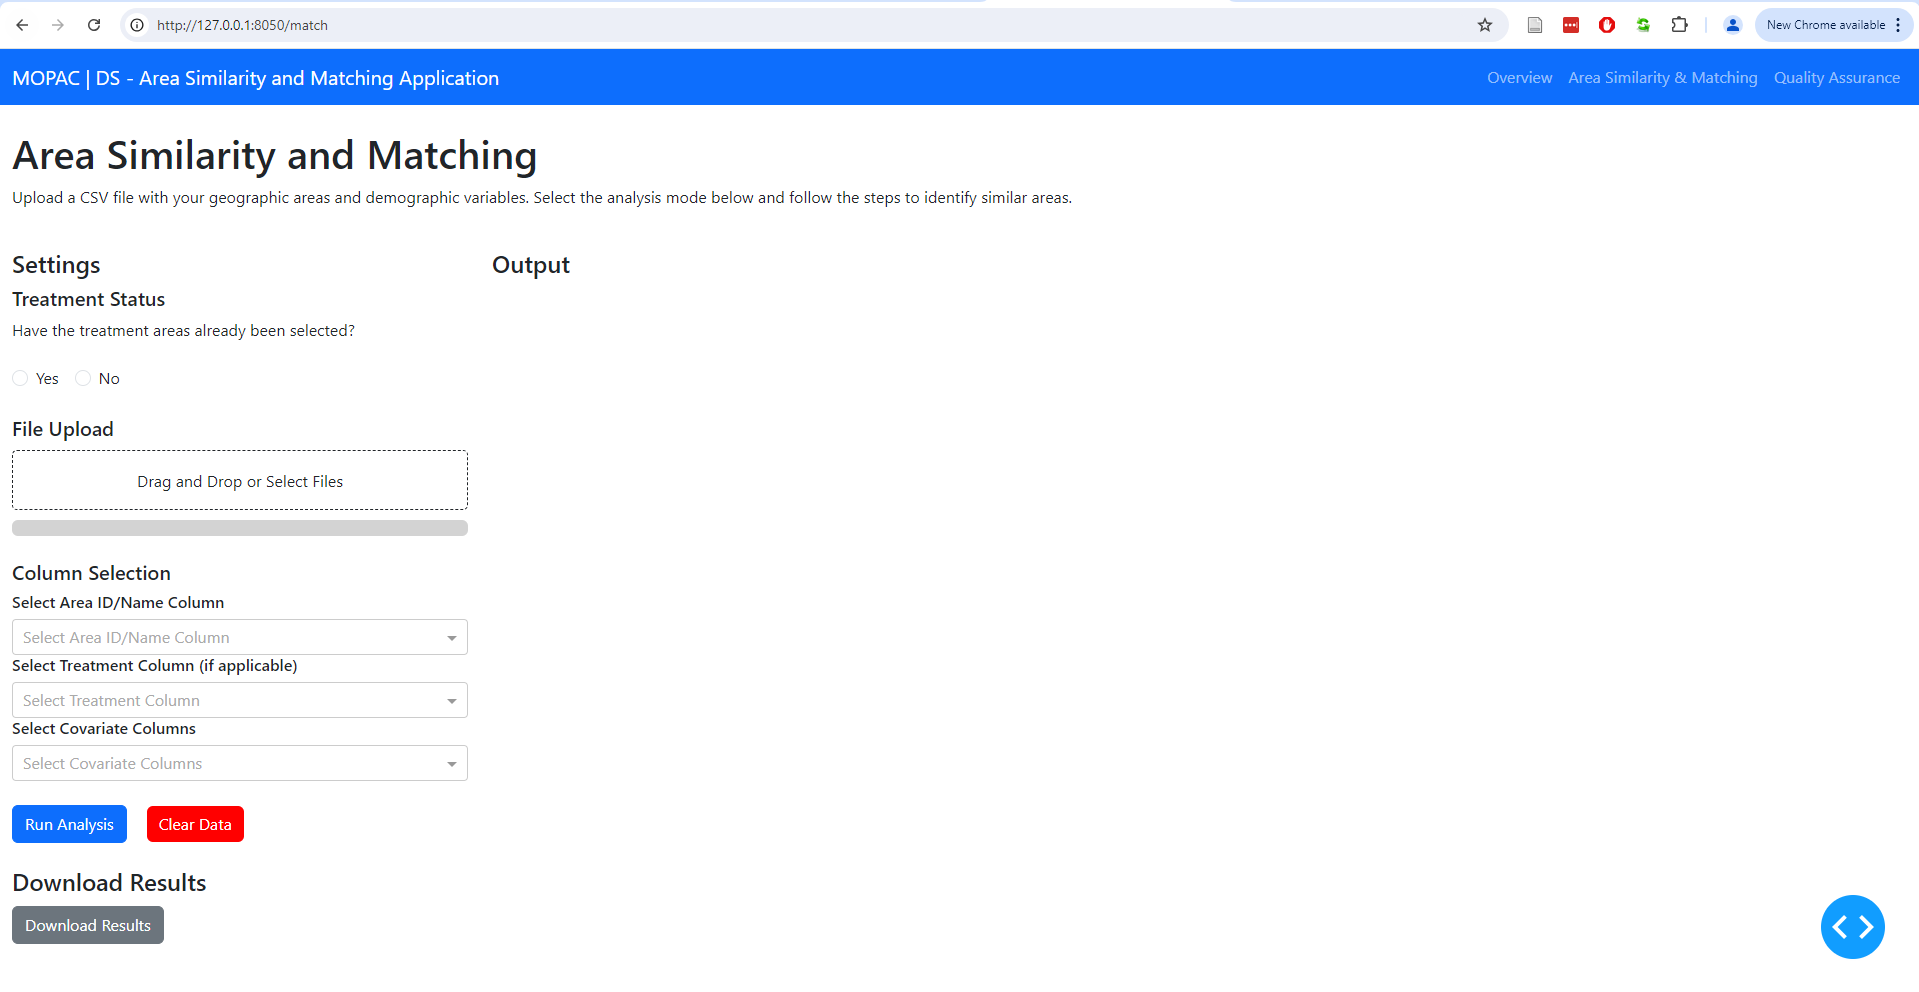 http://127.0.0.1:8050/match
New Chrome available
MOPAC | DS - Area Similarity and Matching Application
Overview
Area Similarity & Matching
Quality Assurance
Area Similarity and Matching
Upload a CSV file with your geographic areas and demographic variables. Select the analysis mode below and follow the steps to identify similar areas.
Settings
Output
Treatment Status
Have the treatment areas already been selected?
Yes
No
File Upload
Drag and Drop or Select Files
Column Selection
Select Area ID/Name Column
Select Area ID/Name Column
Select Treatment Column (if applicable)
Select Treatment Column
Select Covariate Columns
Select Covariate Columns
Run Analysis
Clear Data
Download Results
Download Results